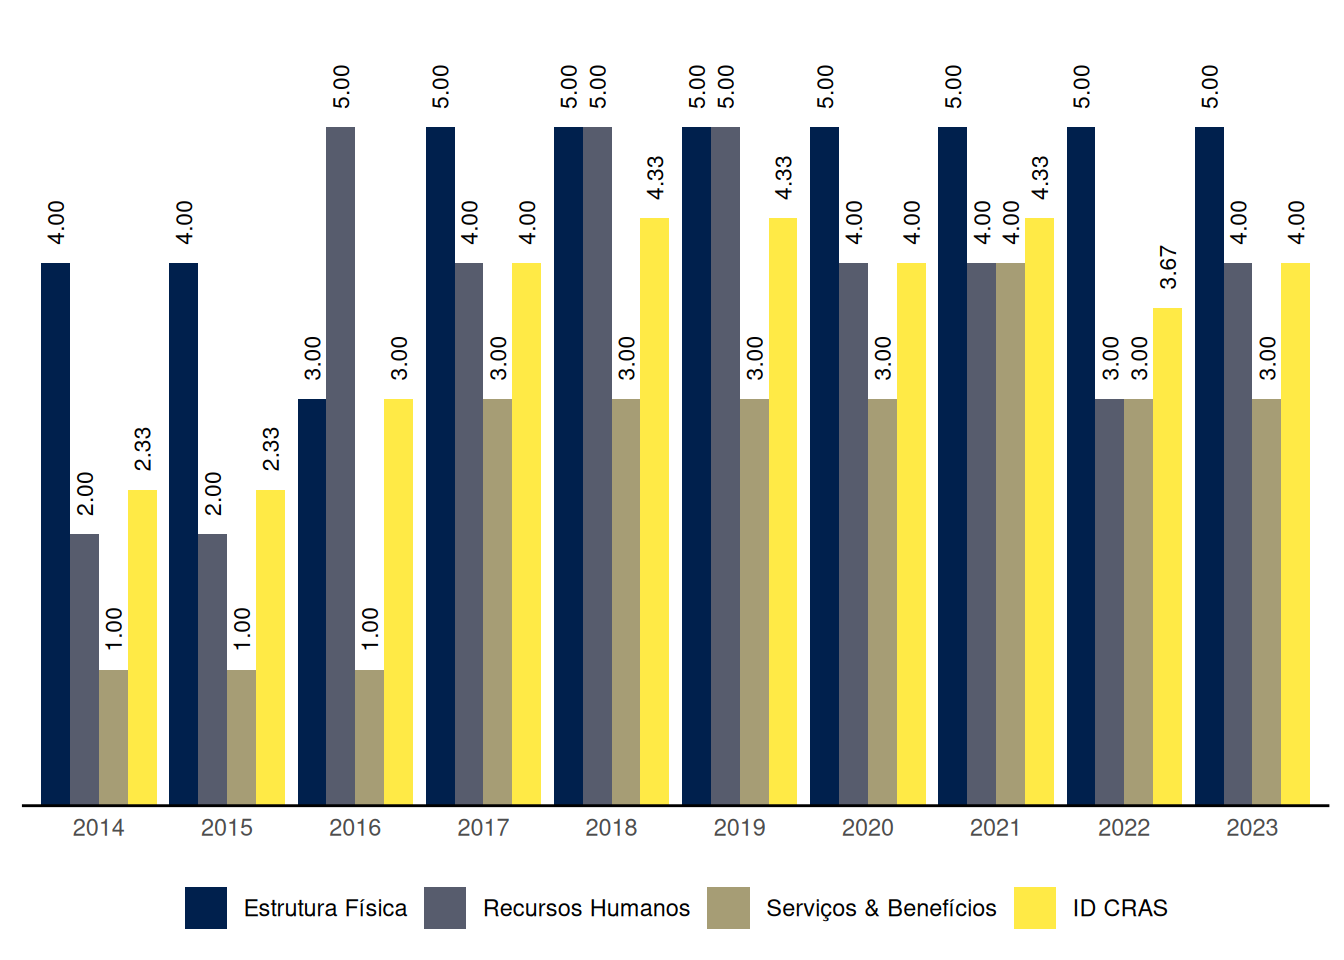 4.00 2.00 1.00 2.33 4.00 2.00 1.00 2.33 3.00 5.00 1.00 3.00 5.00 4.00 3.00 4.00 5.00 5.00 3.00 4.33 5.00 5.00 3.00 4.33 5.00 4.00 3.00 4.00 5.00 4.00 4.00 4.33 5.00 3.00 3.00 3.67 5.00 4.00 3.00 4.00
2014 2015 2016 2017 2018 2019 2020 2021 2022 2023
Estrutura Física Recursos Humanos Serviços & Benefícios ID CRAS